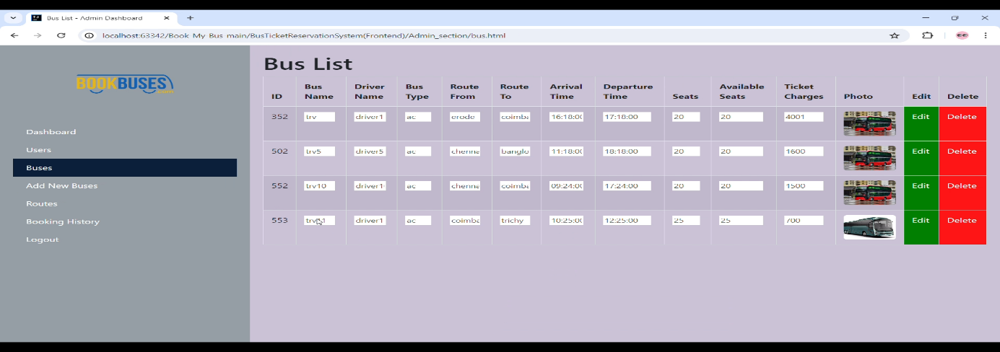 Bus List - Admin Dashboard
localhost:63342/Book My Bus main/BusTicketReservationSystem(Frontend)/Admin_section/bus.html
BOOKBUSES
.com
Dashboard
Users
Buses
Add New Buses
Routes
Booking History
Logout
Bus List
ID Bus Name Driver Name Bus Type Route From Route To Arrival Time Departure Time Seats Available Seats Ticket Charges Photo Edit Delete
352 trv driver1 ac erode coimba 16:18:00 17:18:00 20 20 4001 Edit Delete
502 trv5 driver5 ac chenna banglo 11:18:00 18:18:00 20 20 1600 Edit Delete
552 trv10 driver1 ac chenna coimba 09:24:00 17:24:00 20 20 1500 Edit Delete
553 driver1 ac coimba trichy 10:25:00 12:25:00 25 25 700 Edit Delete